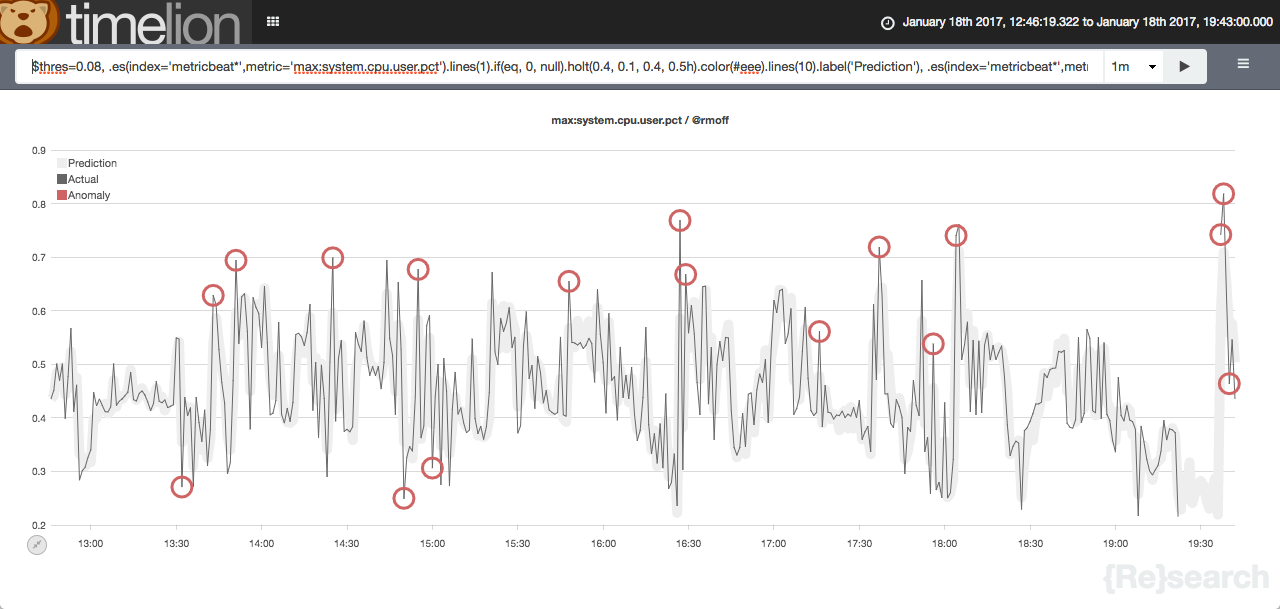 timelion
January 18th 2017, 12:46:19.322 to January 18th 2017, 19:43:00.000
$thres=0.08, .es(index='metricbeat*',metric='max:system.cpu.user.pct').lines(1).if(eq, 0, null).holt(0.4, 0.1, 0.4, 0.5h).color(#eee).lines(10).label('Prediction'), .es(index='metricbeat*',metr
1m
max:system.cpu.user.pct / @rmoff
0.9
Prediction
Actual
Anomaly
0.8
0.7
0.6
0.5
0.4
0.3
0.2
13:00 13:30 14:00 14:30 15:00 15:30 16:00 16:30 17:00 17:30 18:00 18:30 19:00 19:30
{Re}search